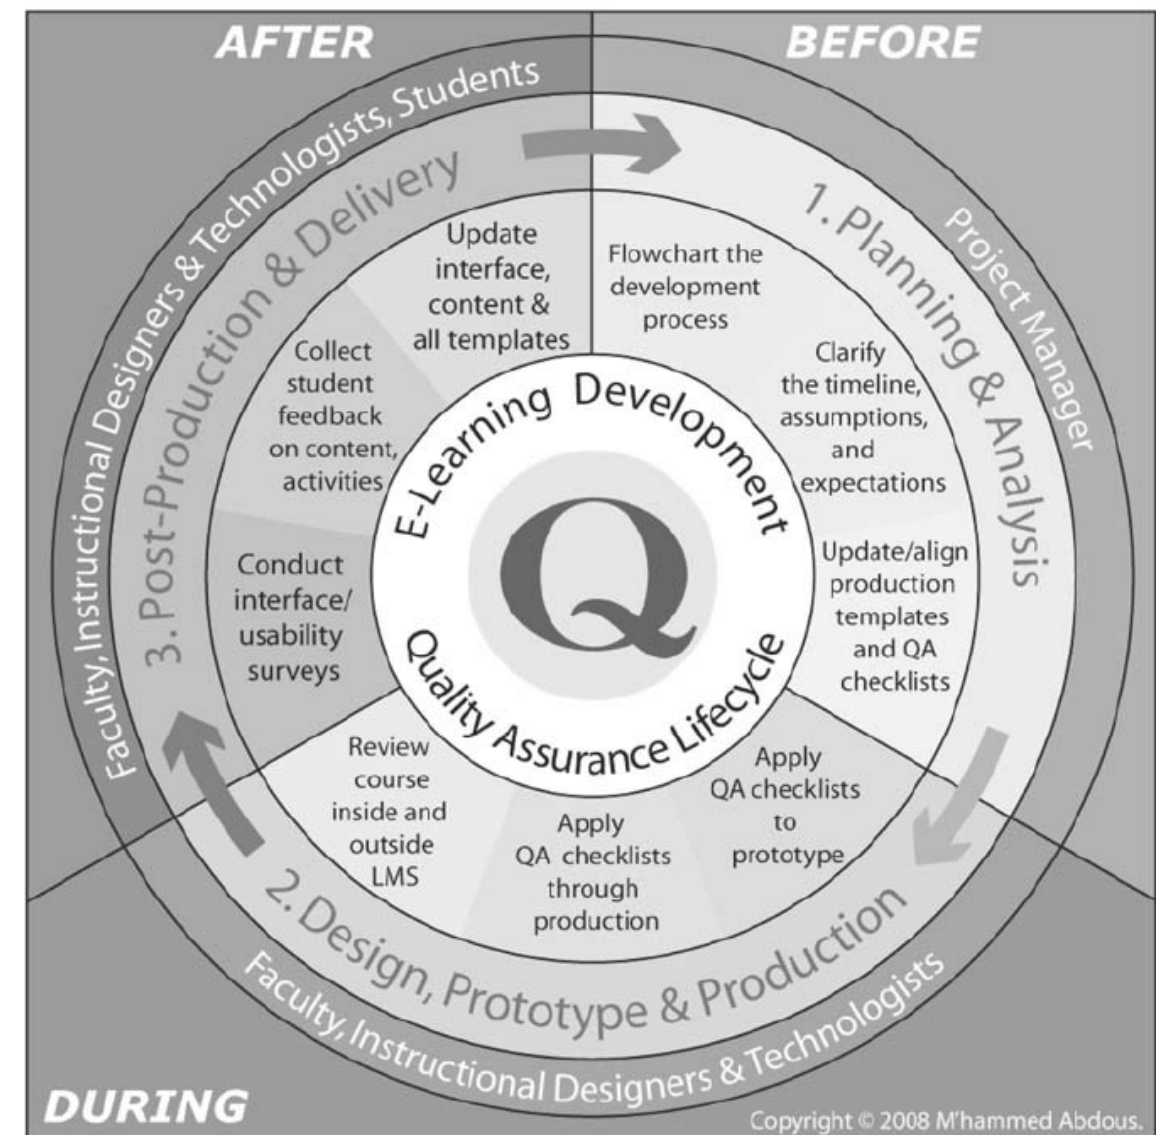 AFTER
BEFORE
Faculty, Instructional Designers & Technologists, Students
3. Post-Production & Delivery
1. Planning & Analysis
Project Manager
Update
interface,
content &
all templates
Flowchart the
development
process
Collect
student
feedback
on content,
activities
Clarify
the timeline,
assumptions,
and
expectations
E-Learning Development
Q
Quality Assurance Lifecycle
Conduct
interface/
usability
surveys
Update/align
production
templates
and QA
checklists
Review
course
inside and
outside
LMS
Apply
QA checklists
through
production
Apply
QA checklists
to
prototype
2. Design, Prototype & Production
Faculty, Instructional Designers & Technologists
DURING
Copyright © 2008 M'hammed Abdous.